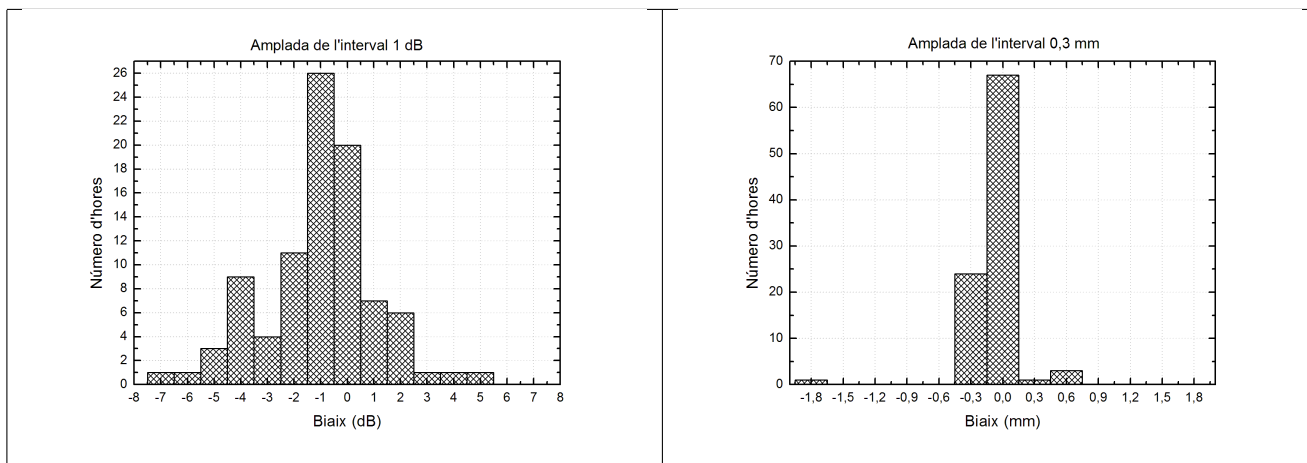 Amplada de l'interval 1 dB
26
24
22
20
18
16
14
12
10
8
6
4
2
0
Número d'hores
-8 -7 -6 -5 -4 -3 -2 -1 0 1 2 3 4 5 6 7 8
Biaix (dB)
Amplada de l'interval 0,3 mm
70
60
50
40
30
20
10
0
Número d'hores
-1,8 -1,5 -1,2 -0,9 -0,6 -0,3 0,0 0,3 0,6 0,9 1,2 1,5 1,8
Biaix (mm)